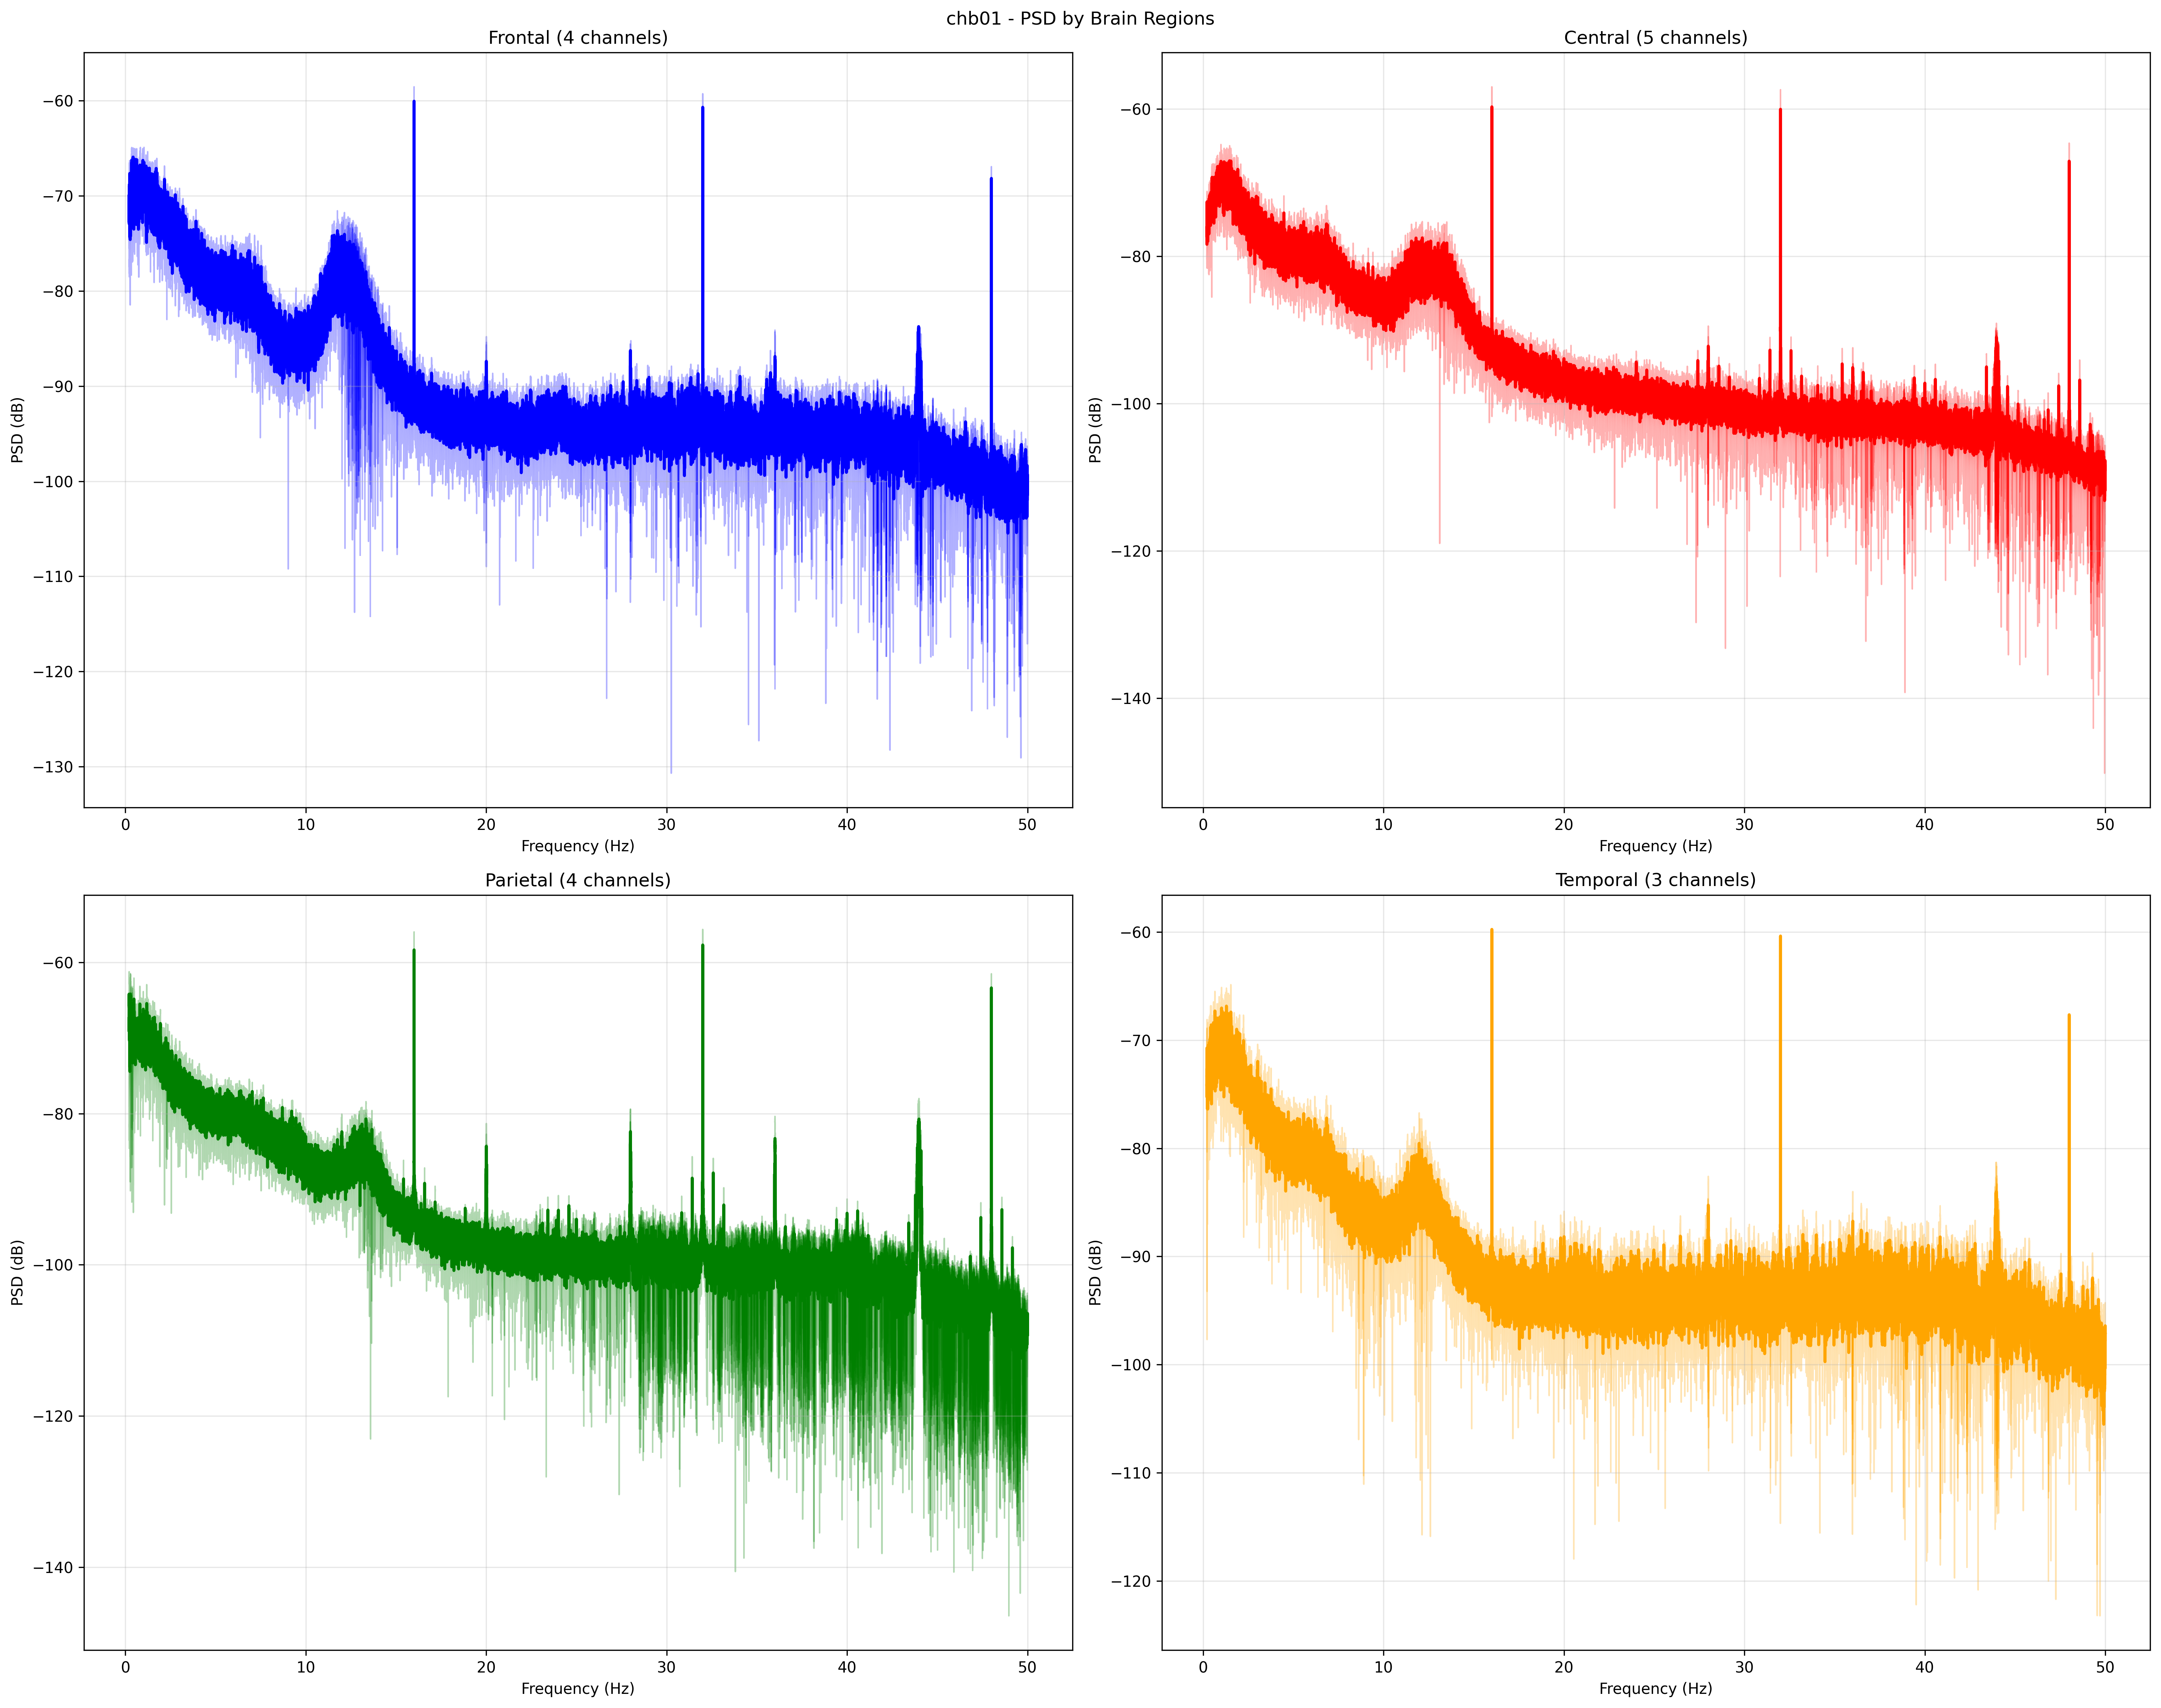 chb01 - PSD by Brain Regions
Frontal (4 channels)
PSD (dB)
−60
−70
−80
−90
−100
−110
−120
−130
0 10 20 30 40 50
Frequency (Hz)
Central (5 channels)
PSD (dB)
−60
−80
−100
−120
−140
0 10 20 30 40 50
Frequency (Hz)
Parietal (4 channels)
PSD (dB)
−60
−80
−100
−120
−140
0 10 20 30 40 50
Frequency (Hz)
Temporal (3 channels)
PSD (dB)
−60
−70
−80
−90
−100
−110
−120
0 10 20 30 40 50
Frequency (Hz)